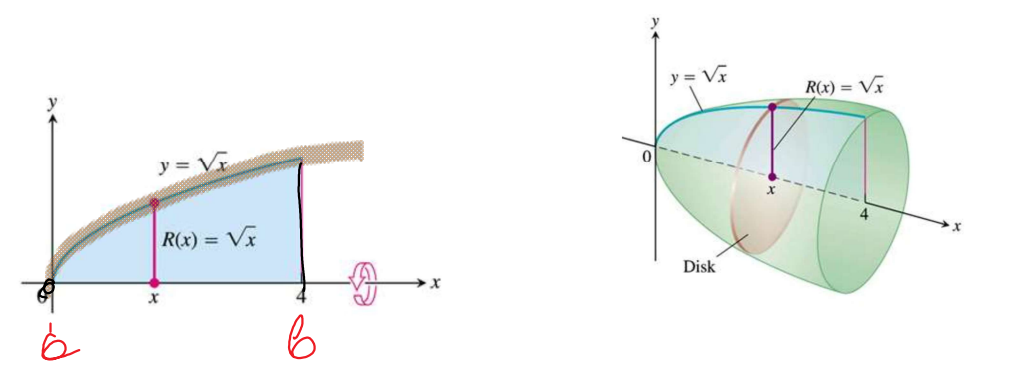 y
y = √x
R(x) = √x
0
x
4
x
a
b
y
y = √x
R(x) = √x
0
x
4
x
Disk